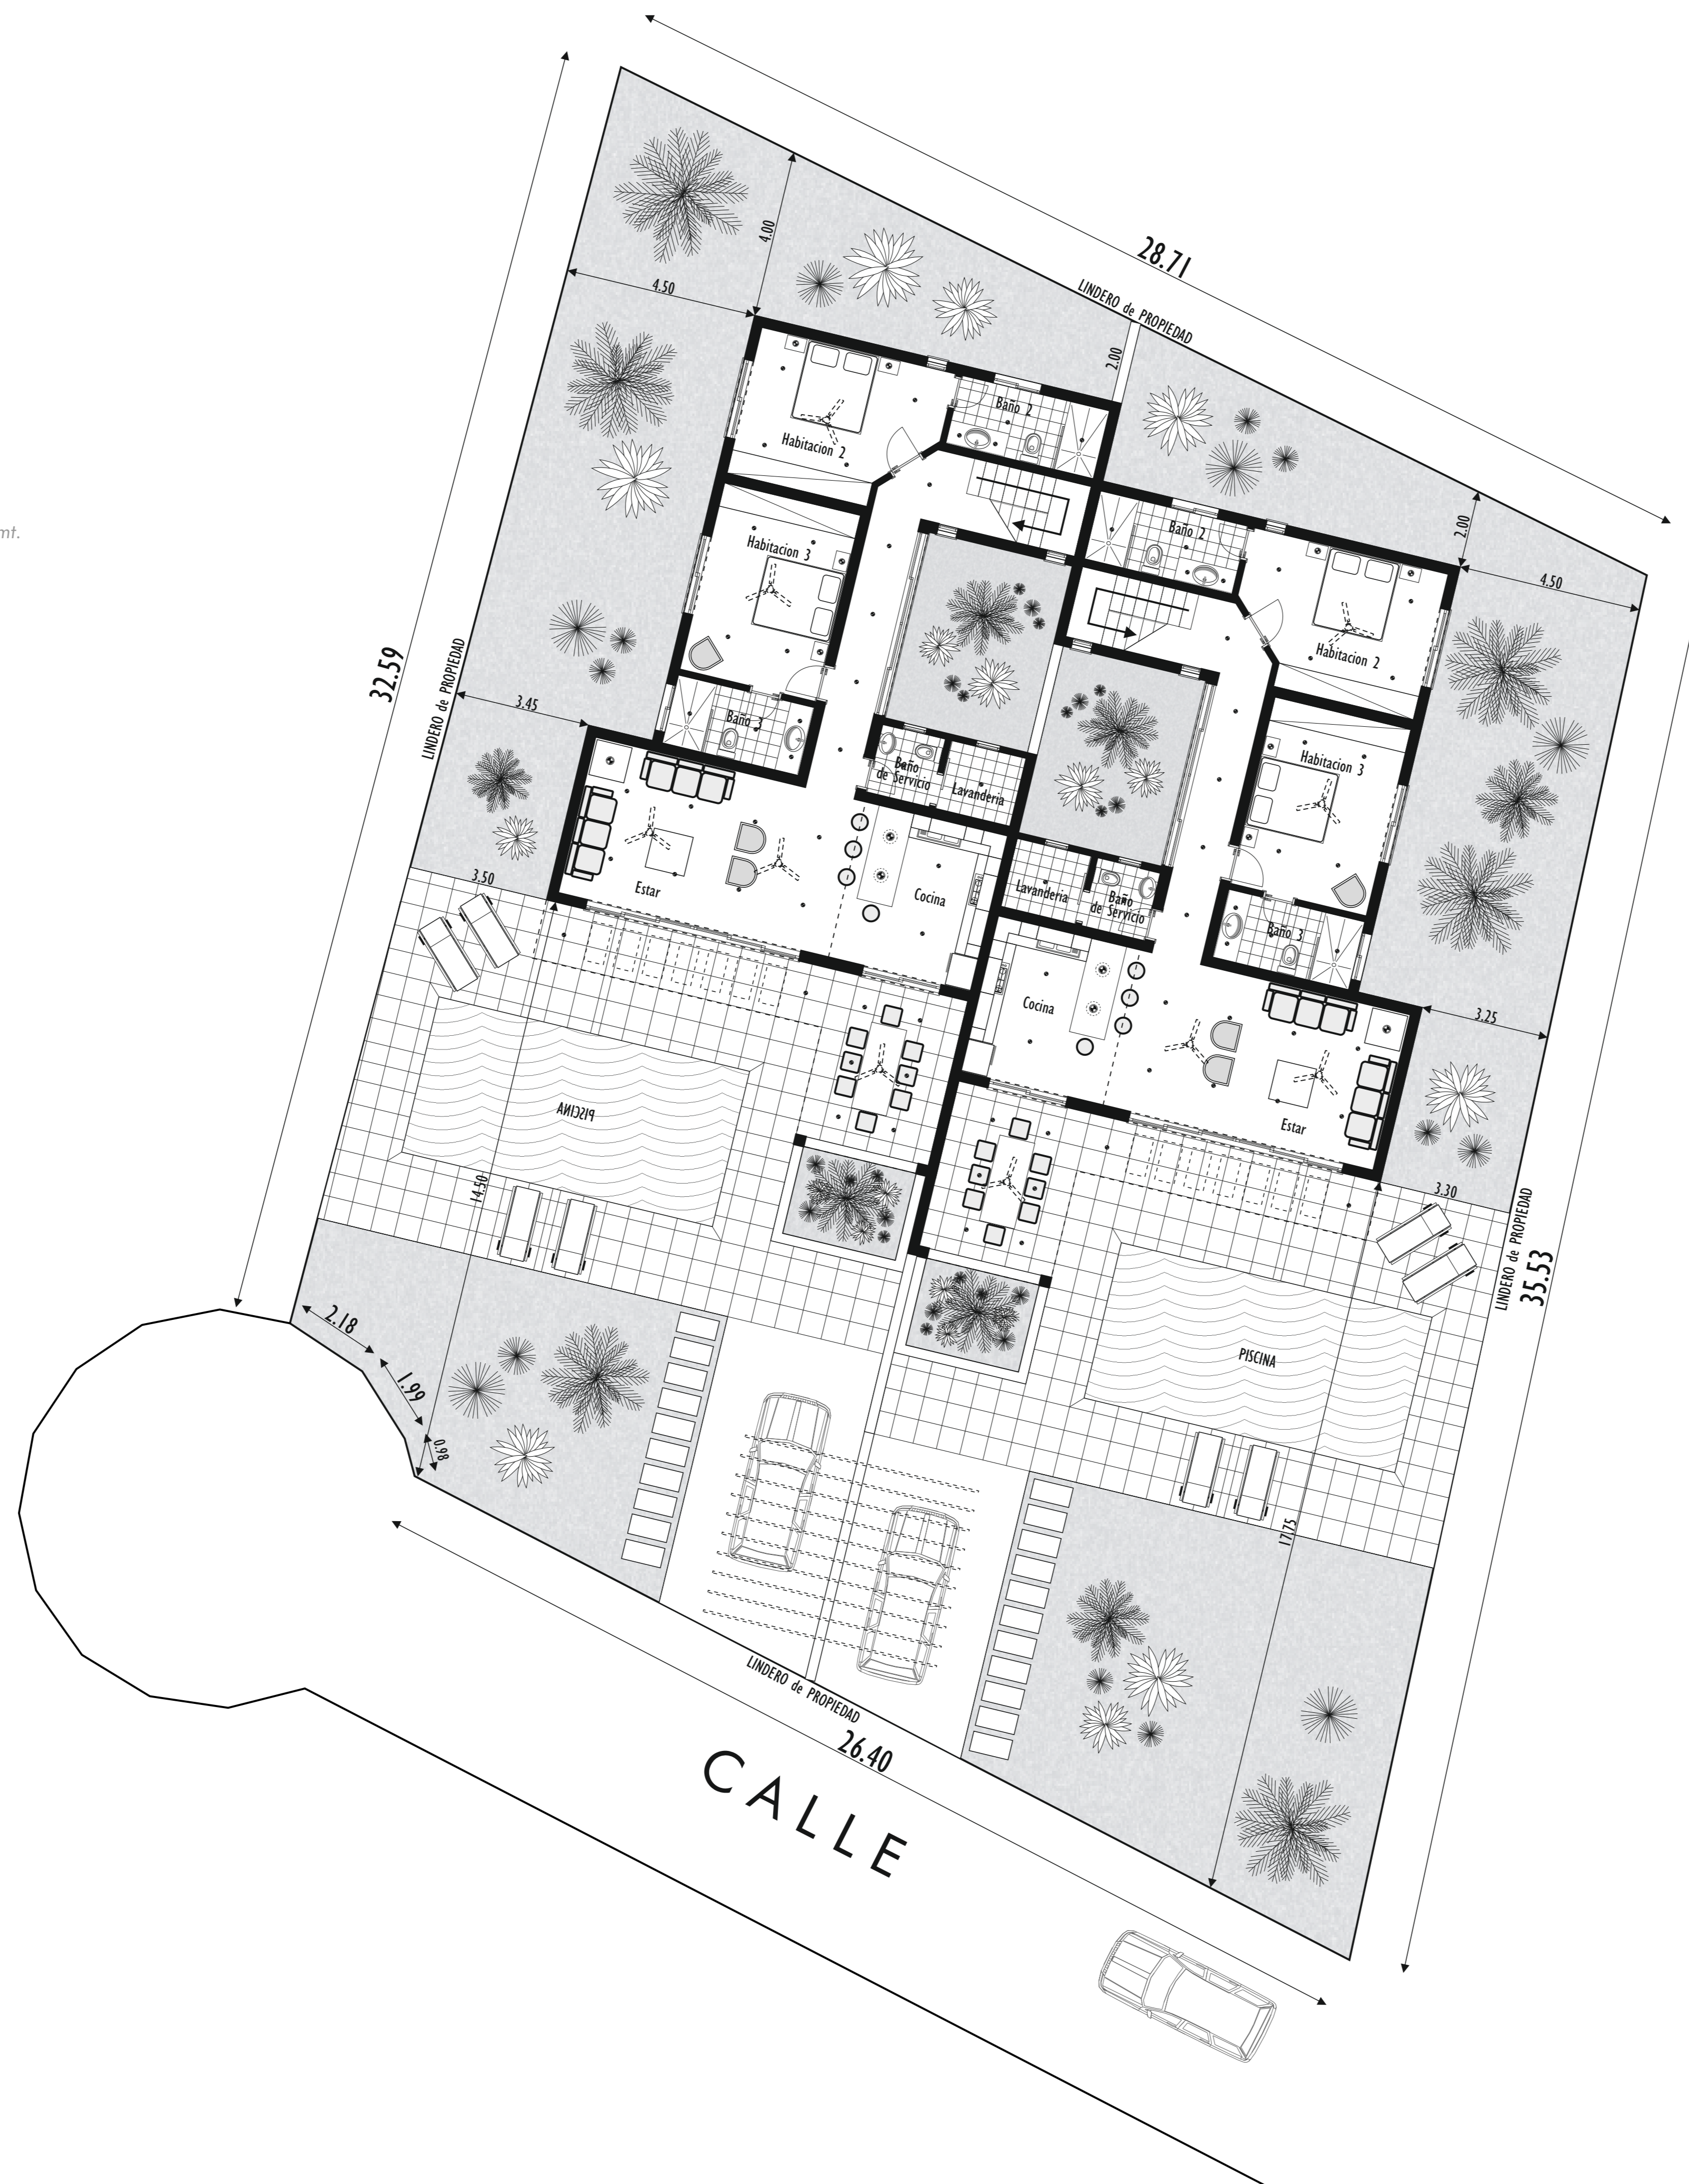 28.71
LINDERO de PROPIEDAD
4.00
4.50
2.00
Baño 2
Habitacion 2
mt.
Baño 2
2.00
4.50
Habitacion 3
Habitacion 2
32.59
LINDERO de PROPIEDAD
3.45
Baño 3
Habitacion 3
Baño
de Servicio
Lavanderia
3.50
Estar
Cocina
Lavanderia
Baño
de Servicio
Baño 3
Cocina
3.25
PISCINA
Estar
14.50
3.30
LINDERO de PROPIEDAD
35.53
2.18
1.99
0.98
PISCINA
17.75
LINDERO de PROPIEDAD
26.40
CALLE